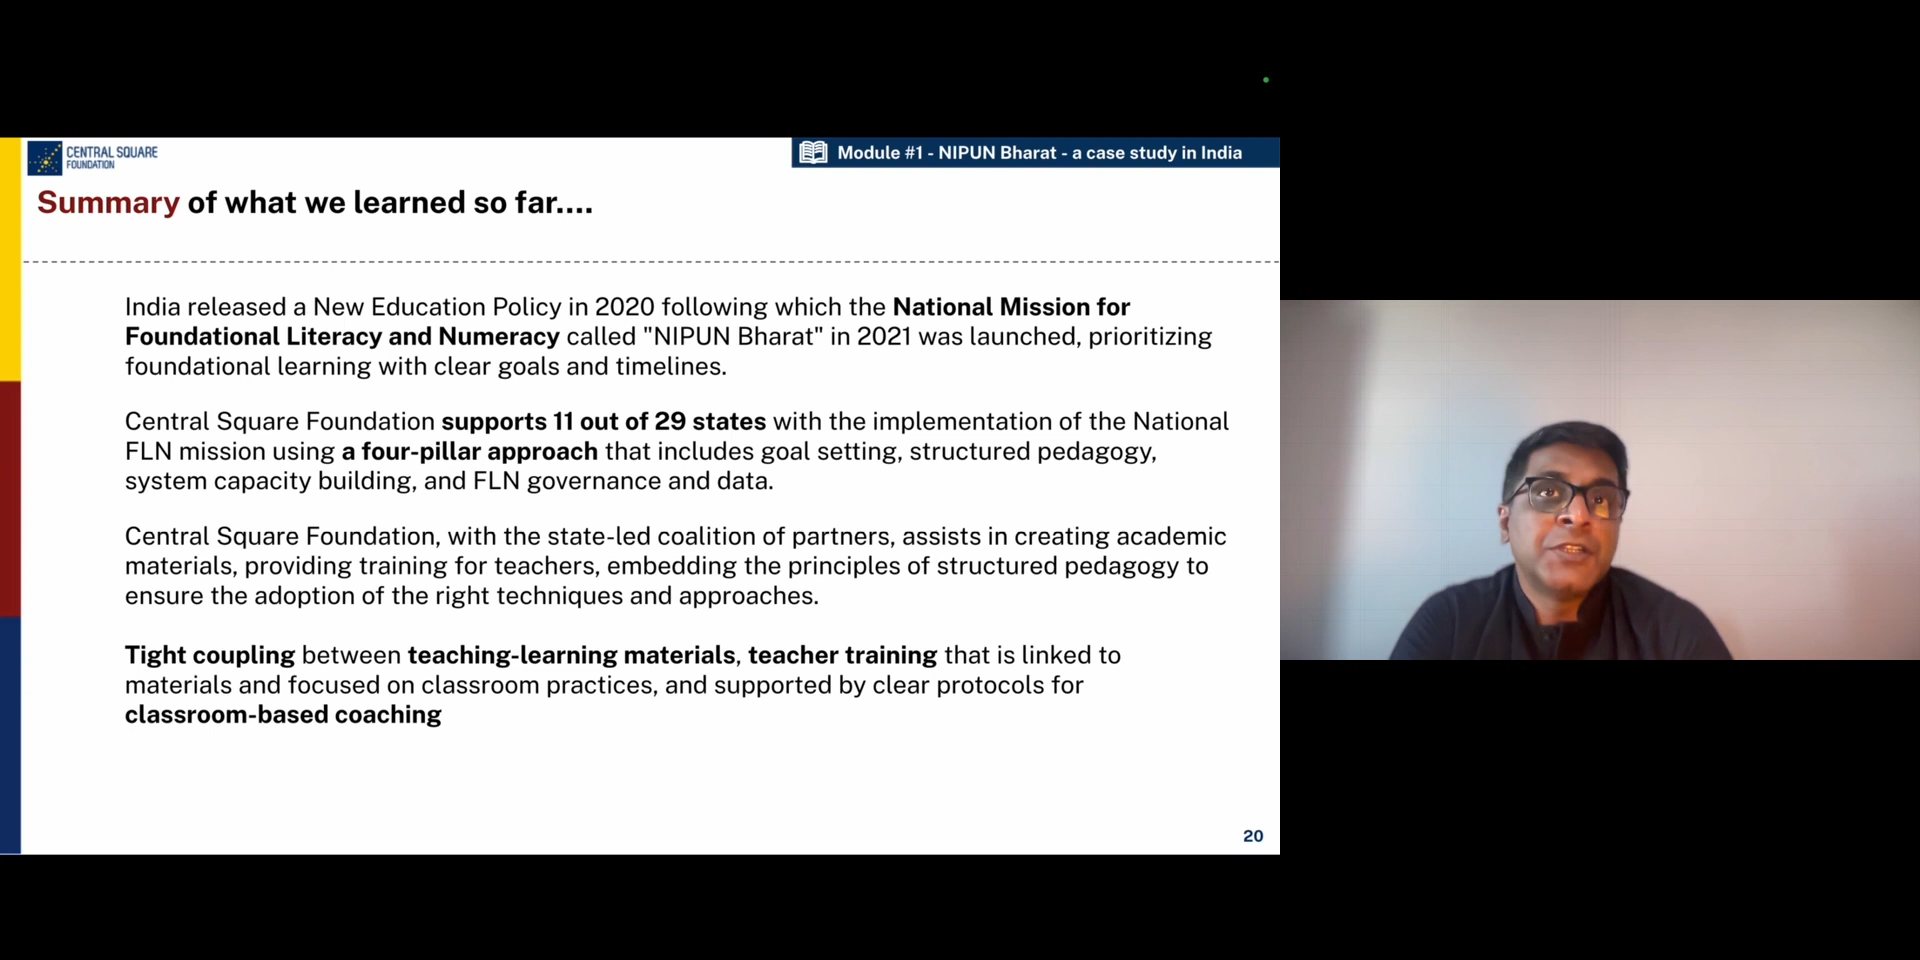 CENTRAL SQUARE
FOUNDATION
Module #1 - NIPUN Bharat - a case study in India
Summary of what we learned so far....
India released a New Education Policy in 2020 following which the National Mission for
Foundational Literacy and Numeracy called "NIPUN Bharat" in 2021 was launched, prioritizing
foundational learning with clear goals and timelines.
Central Square Foundation supports 11 out of 29 states with the implementation of the National
FLN mission using a four-pillar approach that includes goal setting, structured pedagogy,
system capacity building, and FLN governance and data.
Central Square Foundation, with the state-led coalition of partners, assists in creating academic
materials, providing training for teachers, embedding the principles of structured pedagogy to
ensure the adoption of the right techniques and approaches.
Tight coupling between teaching-learning materials, teacher training that is linked to
materials and focused on classroom practices, and supported by clear protocols for
classroom-based coaching
20